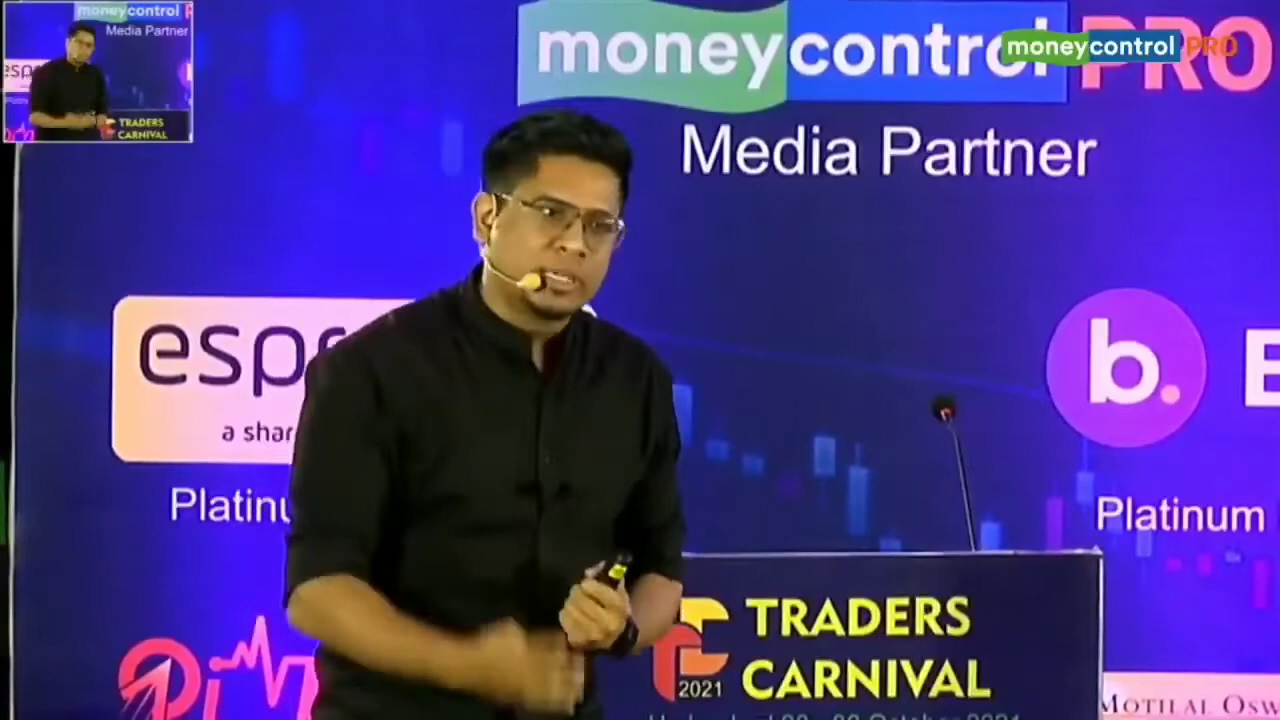 moneycontrol
Media Partner
esp
TRADERS
CARNIVAL
moneycontrol PRO
moneycontrol PRO
Media Partner
esp
a shar
Platinu
b.
Platinum
TRADERS
CARNIVAL
2021
MOTILAL OSW